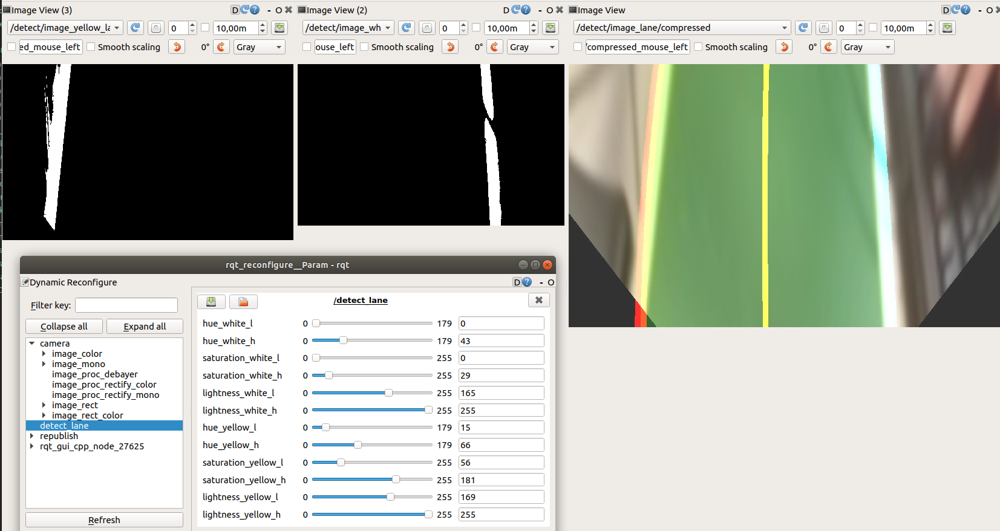 Image View (3)
D
- O
Image View (2)
D
- O
Image View
D
- O
/detect/image_yellow_la
0
10,00m
/detect/image_wh
0
10,00m
/detect/image_lane/compressed
0
10,00m
ed_mouse_left
Smooth scaling
0°
Gray
ouse_left
Smooth scaling
0°
Gray
/compressed_mouse_left
Smooth scaling
0°
Gray
rqt_reconfigure__Param - rqt
Dynamic Reconfigure
D
- O
Filter key:
Collapse all
Expand all
camera
image_color
image_mono
image_proc_debayer
image_proc_rectify_color
image_proc_rectify_mono
image_rect
image_rect_color
detect_lane
republish
rqt_gui_cpp_node_27625
Refresh
/detect_lane
hue_white_l 0 179 0
hue_white_h 0 179 43
saturation_white_l 0 255 0
saturation_white_h 0 255 29
lightness_white_l 0 255 165
lightness_white_h 0 255 255
hue_yellow_l 0 179 15
hue_yellow_h 0 179 66
saturation_yellow_l 0 255 56
saturation_yellow_h 0 255 181
lightness_yellow_l 0 255 169
lightness_yellow_h 0 255 255